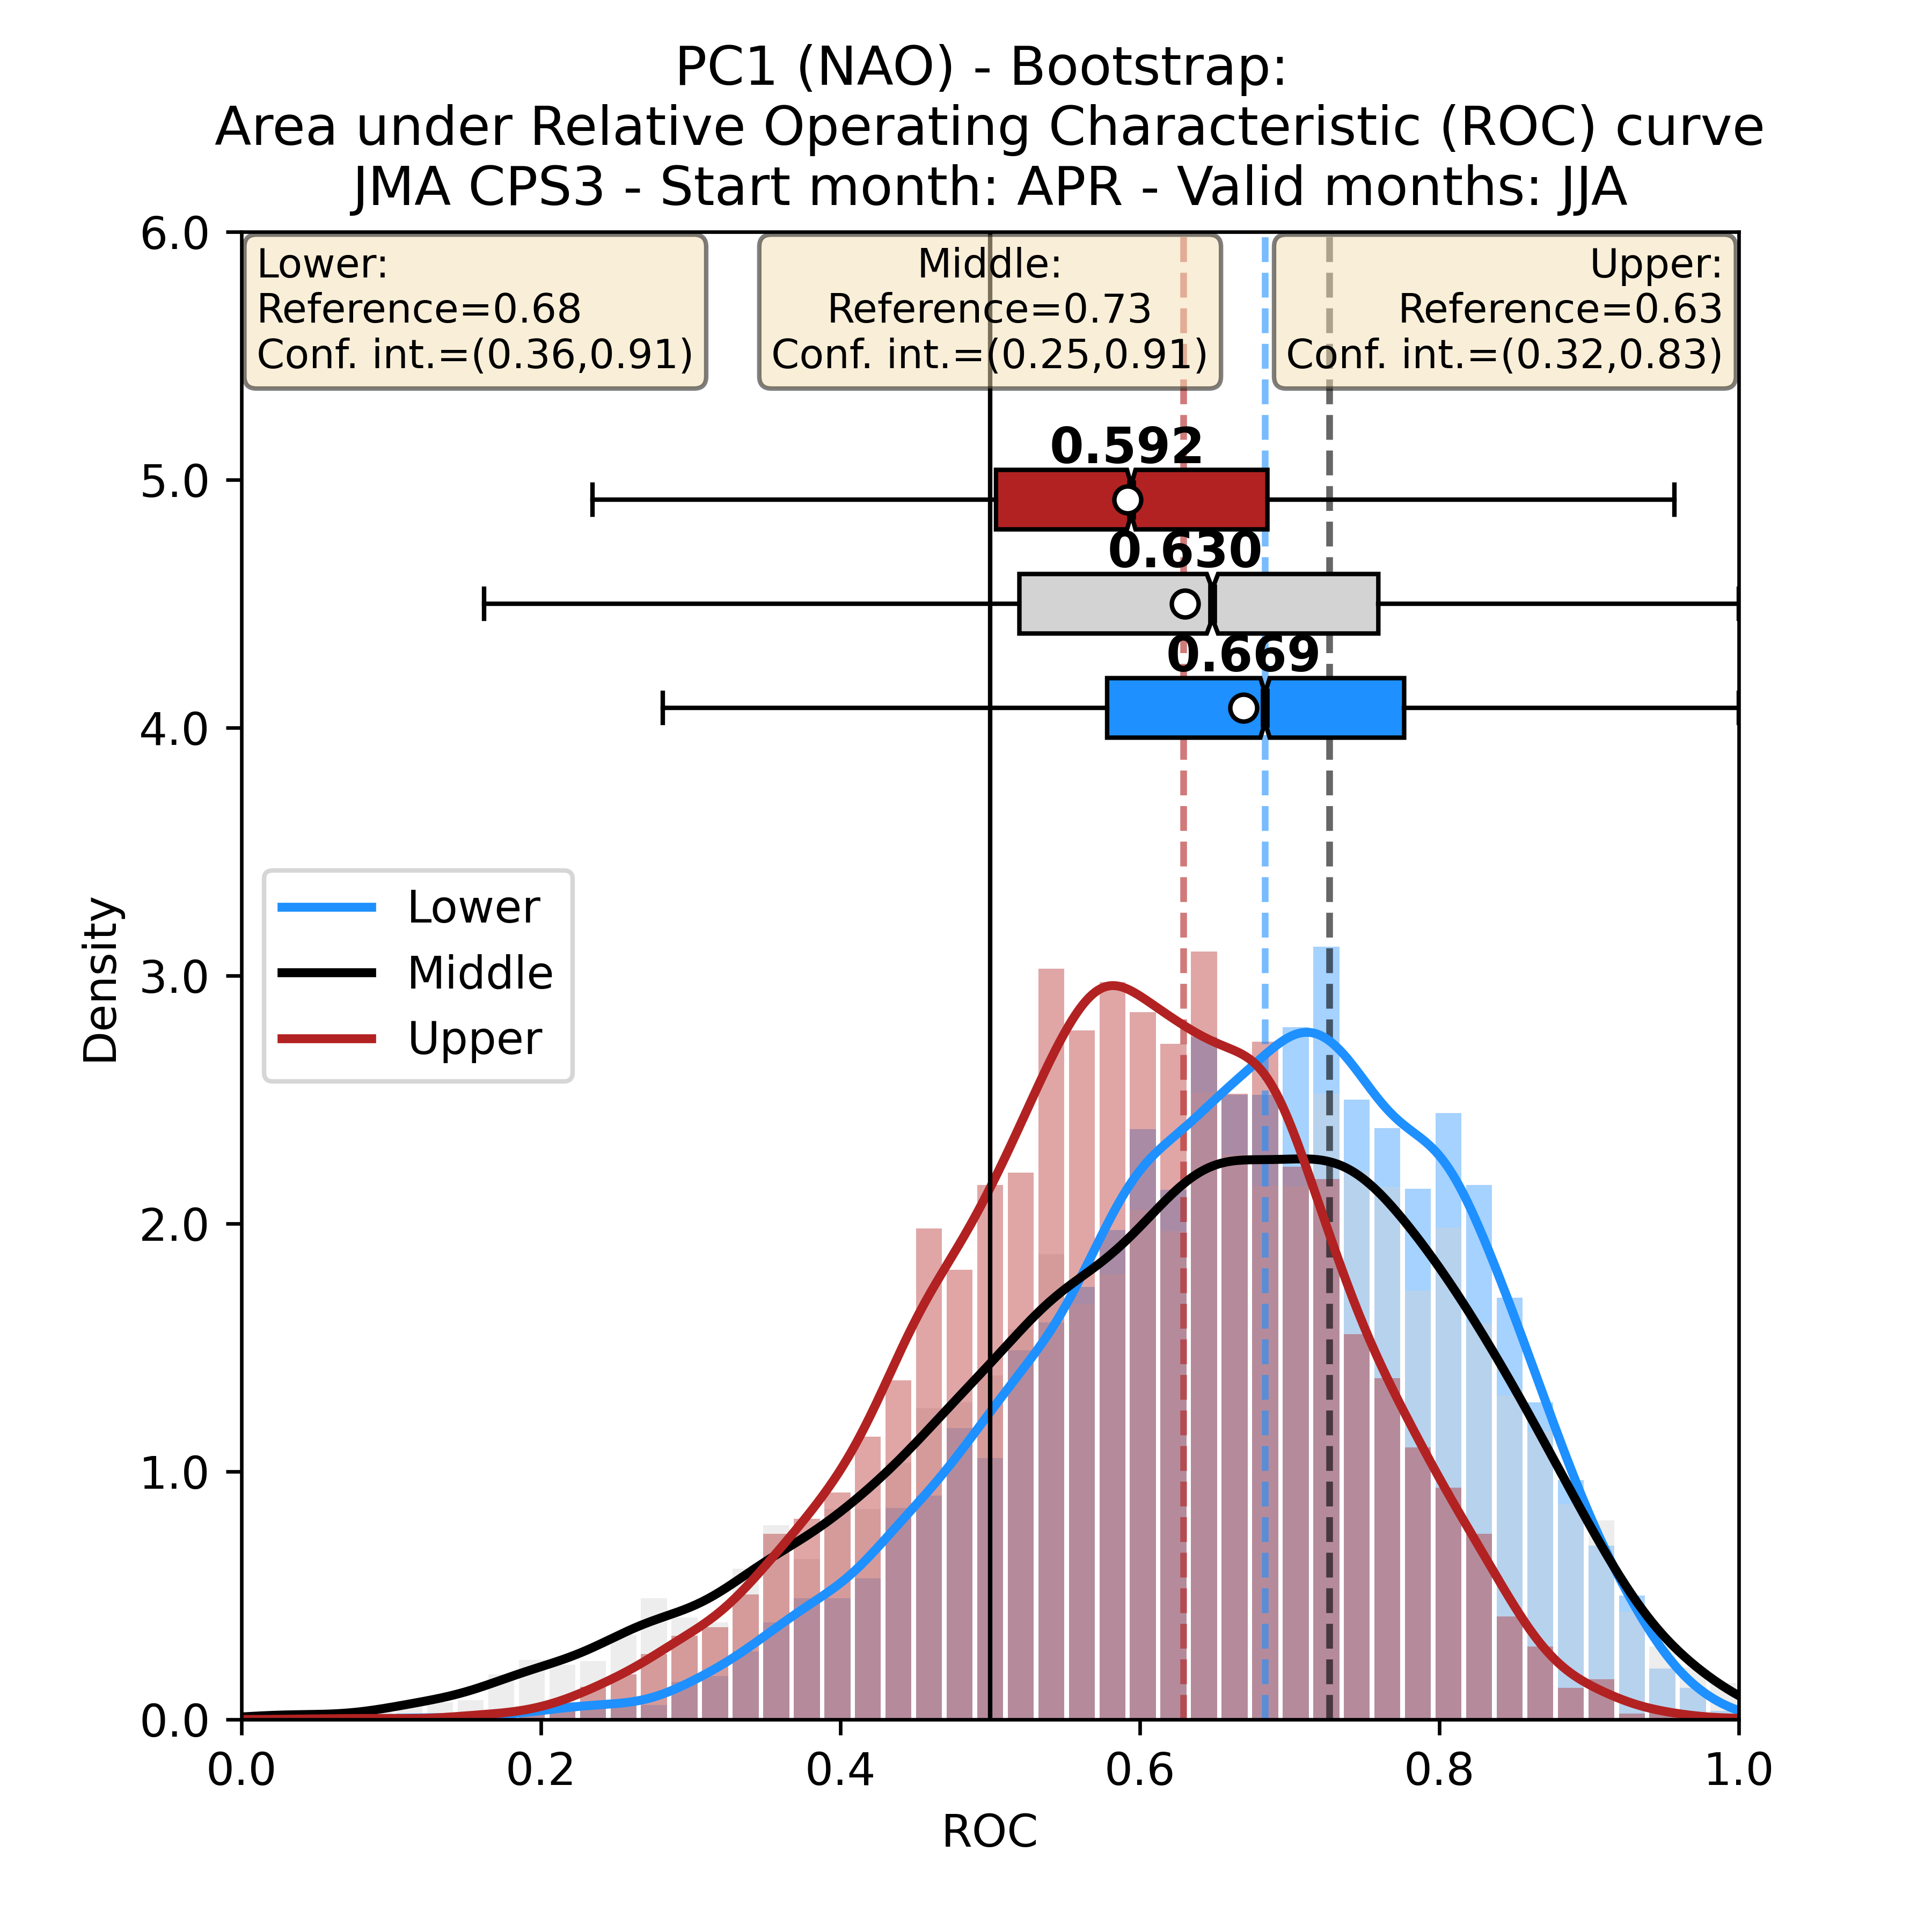 PC1 (NAO) - Bootstrap:
Area under Relative Operating Characteristic (ROC) curve
JMA CPS3 - Start month: APR - Valid months: JJA
Lower:
Reference=0.68
Conf. int.=(0.36,0.91)
Middle:
Reference=0.73
Conf. int.=(0.25,0.91)
Upper:
Reference=0.63
Conf. int.=(0.32,0.83)
0.592
0.630
0.669
Lower
Middle
Upper
Density
6.0
5.0
4.0
3.0
2.0
1.0
0.0
0.0 0.2 0.4 0.6 0.8 1.0
ROC